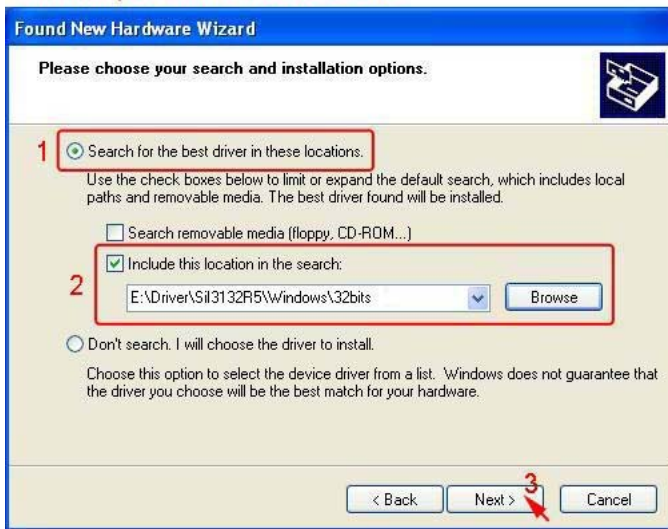 Found New Hardware Wizard
Please choose your search and installation options.
1
Search for the best driver in these locations.
Use the check boxes below to limit or expand the default search, which includes local
paths and removable media. The best driver found will be installed.
Search removable media (floppy, CD-ROM...)
2
Include this location in the search:
E:\Driver\SiI3132R5\Windows\32bits
Browse
Don't search. I will choose the driver to install.
Choose this option to select the device driver from a list. Windows does not guarantee that
the driver you choose will be the best match for your hardware.
3
< Back Next > Cancel